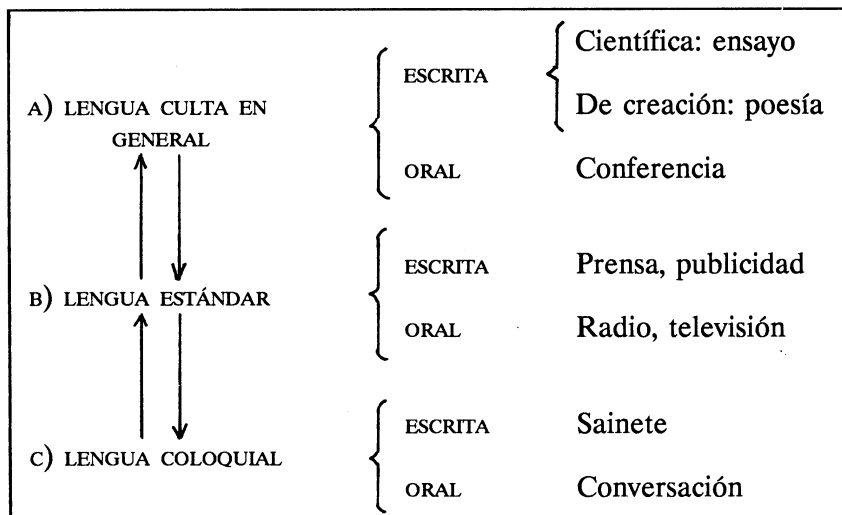 Científica: ensayo
ESCRITA
De creación: poesía
A) LENGUA CULTA EN
GENERAL
ORAL Conferencia
ESCRITA Prensa, publicidad
B) LENGUA ESTÁNDAR
ORAL Radio, televisión
ESCRITA Sainete
C) LENGUA COLOQUIAL
ORAL Conversación